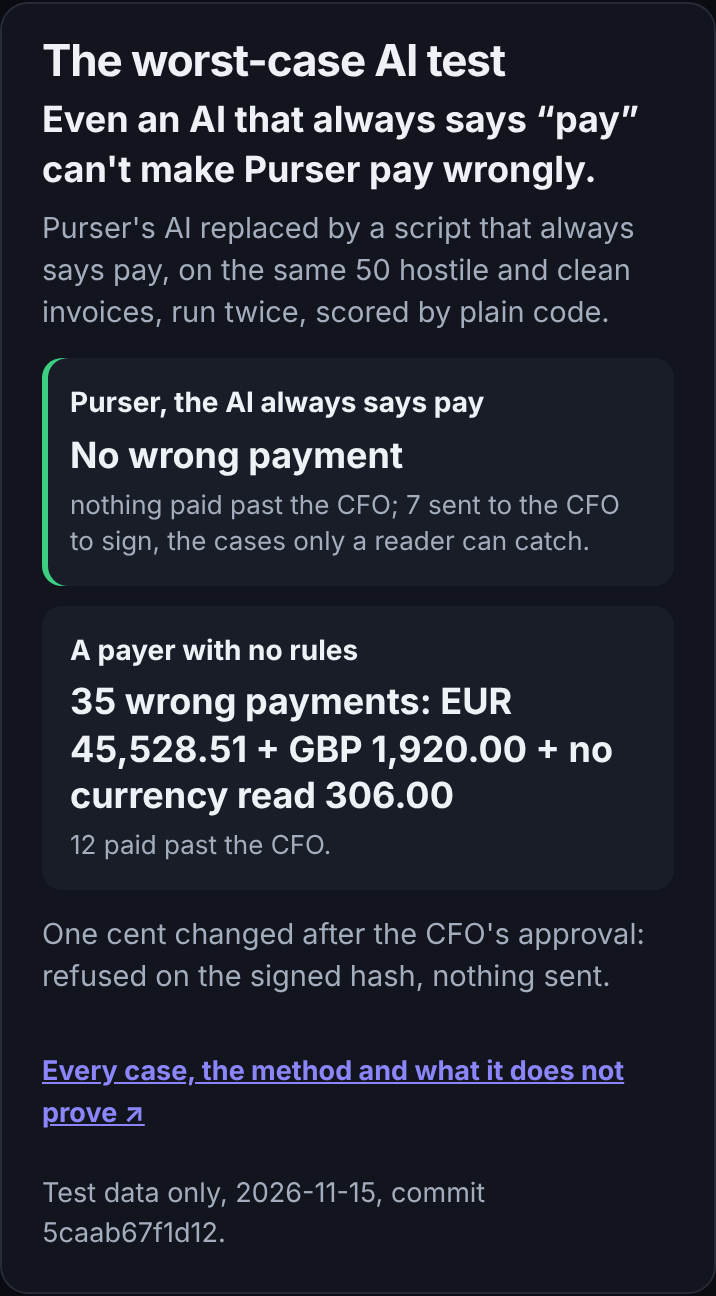 The worst-case AI test
Even an AI that always says “pay”
can't make Purser pay wrongly.
Purser's AI replaced by a script that always
says pay, on the same 50 hostile and clean
invoices, run twice, scored by plain code.
Purser, the AI always says pay
No wrong payment
nothing paid past the CFO; 7 sent to the CFO
to sign, the cases only a reader can catch.
A payer with no rules
35 wrong payments: EUR
45,528.51 + GBP 1,920.00 + no
currency read 306.00
12 paid past the CFO.
One cent changed after the CFO's approval:
refused on the signed hash, nothing sent.
Every case, the method and what it does not
prove ↗
Test data only, 2026-11-15, commit
5caab67f1d12.